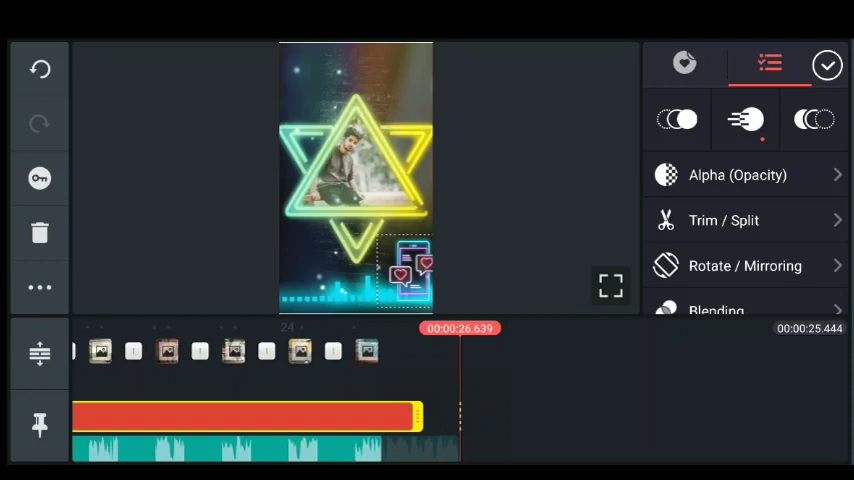 Alpha (Opacity)
Trim / Split
Rotate / Mirroring
Blending
24
00:00:26.639
00:00:25.444